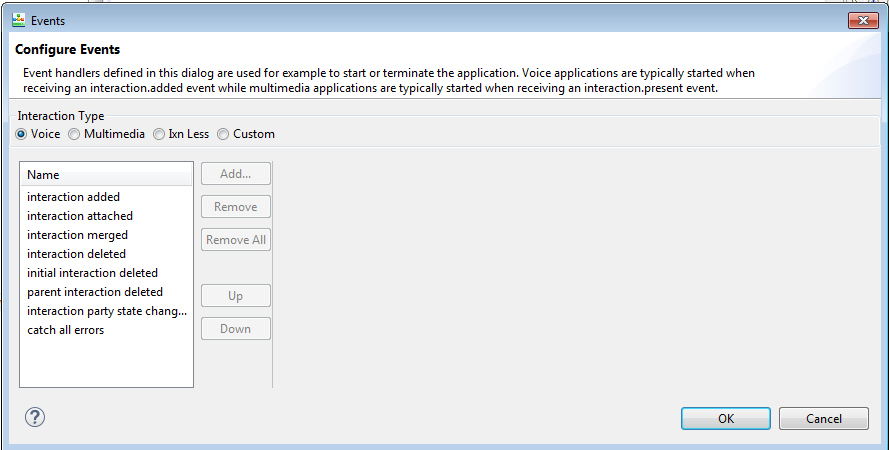 Events
Configure Events
Event handlers defined in this dialog are used for example to start or terminate the application. Voice applications are typically started when
receiving an interaction.added event while multimedia applications are typically started when receiving an interaction.present event.
Interaction Type
Voice Multimedia Ixn Less Custom
Name
interaction added
interaction attached
interaction merged
interaction deleted
initial interaction deleted
parent interaction deleted
interaction party state chang...
catch all errors
Add...
Remove
Remove All
Up
Down
?
OK Cancel